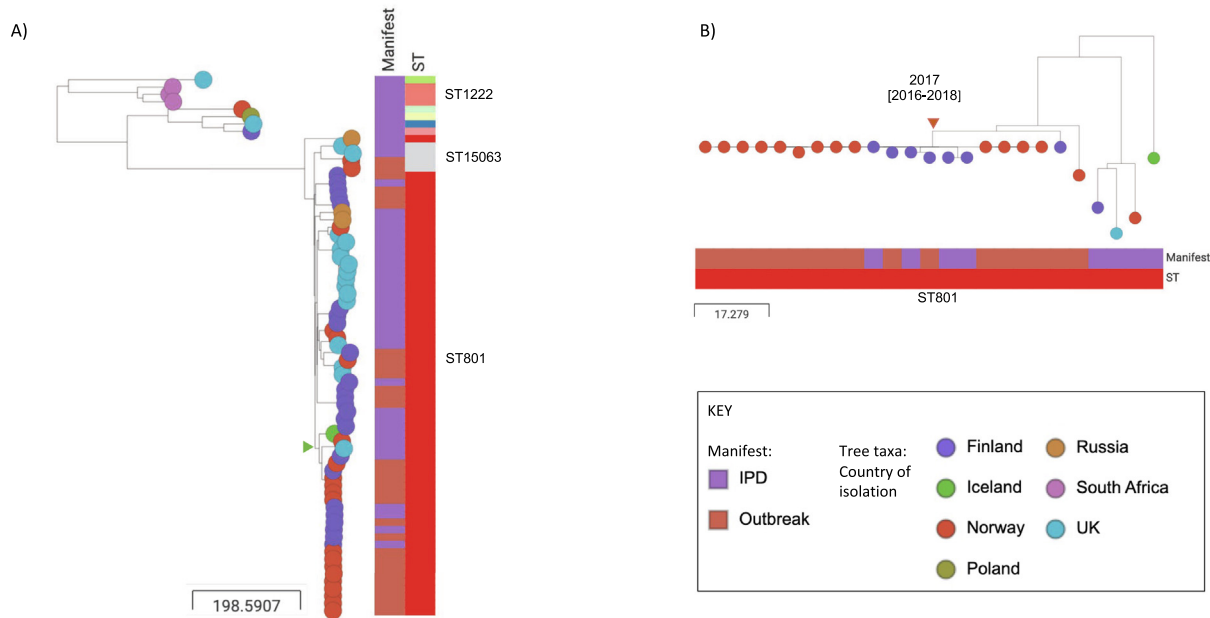 A)
Manifest
ST
ST1222
ST15063
ST801
198.5907
B)
2017
[2016-2018]
Manifest
ST
ST801
17.279
KEY
Manifest:
IPD
Outbreak
Tree taxa:
Country of
isolation
Finland
Iceland
Norway
Poland
Russia
South Africa
UK